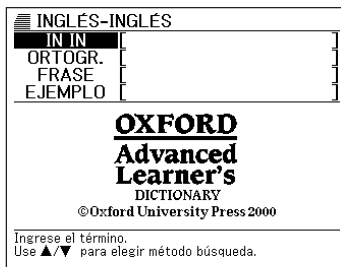 INGLÉS-INGLÉS
IN IN [ ]
ORTOGR. [ ]
FRASE [ ]
EJEMPLO [ ]
OXFORD
Advanced
Learner's
DICTIONARY
©Oxford University Press 2000
Ingrese el término.
Use ▲/▼ para elegir método búsqueda.